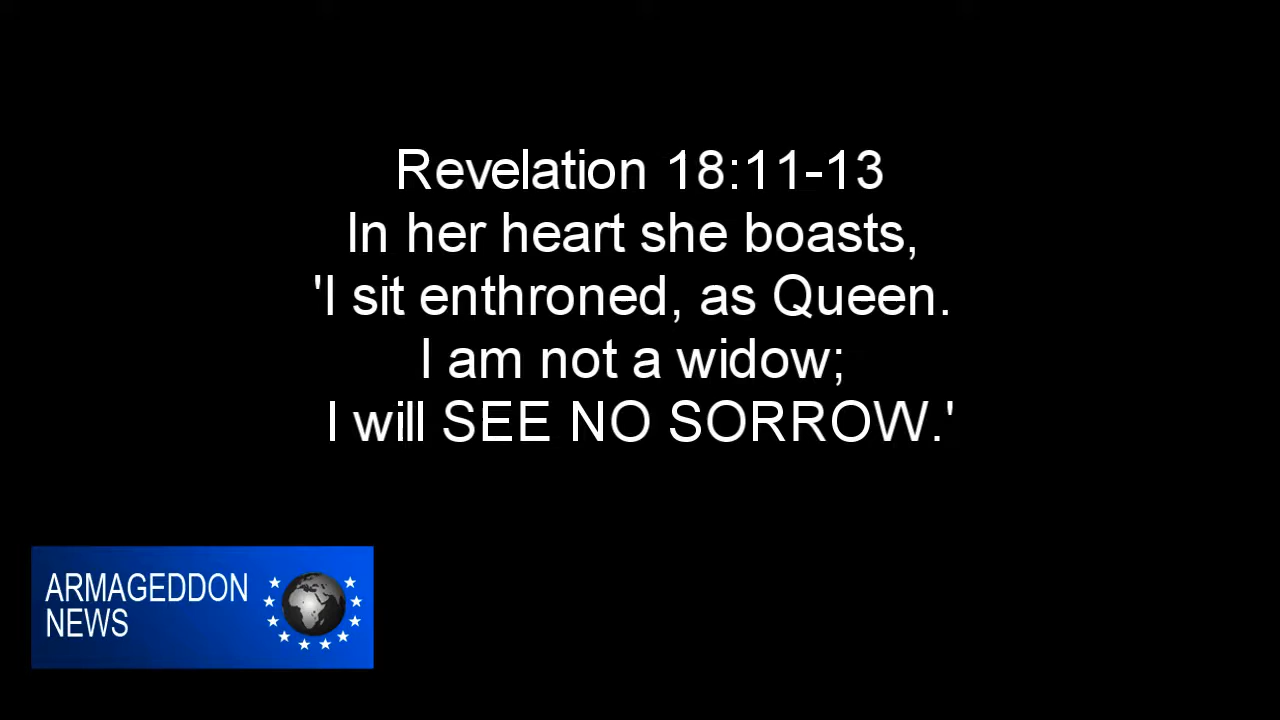 Revelation 18:11-13
In her heart she boasts,
'I sit enthroned, as Queen.
I am not a widow;
I will SEE NO SORROW.'
ARMAGEDDON
NEWS